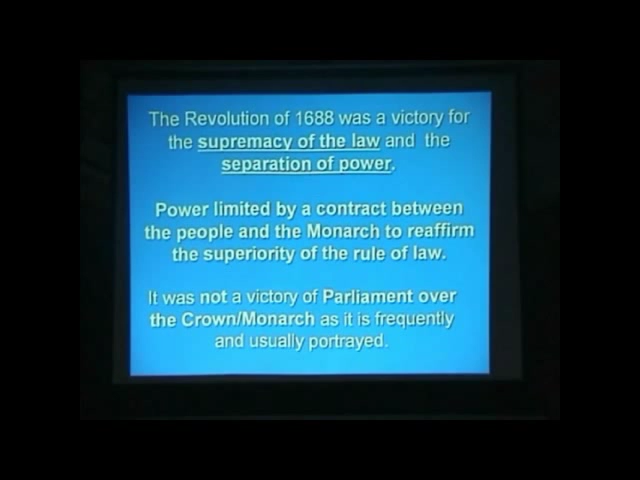 The Revolution of 1688 was a victory for
the supremacy of the law and the
separation of power.
Power limited by a contract between
the people and the Monarch to reaffirm
the superiority of the rule of law.
It was not a victory of Parliament over
the Crown/Monarch as it is frequently
and usually portrayed.